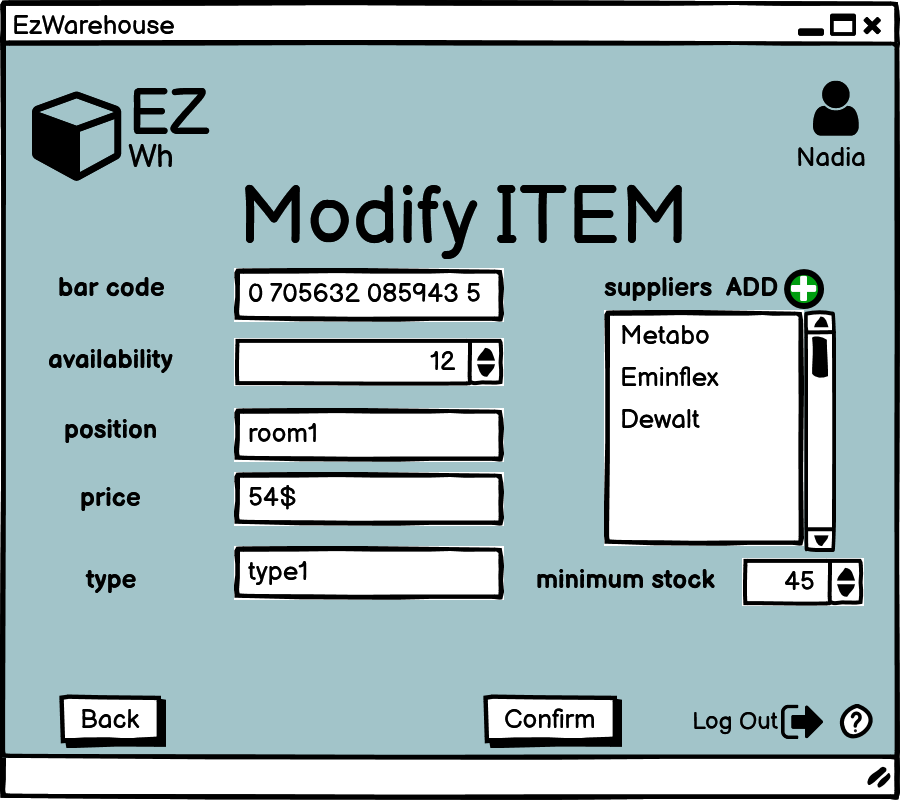 EzWarehouse
EZ
Wh
Nadia
Modify ITEM
bar code
0 705632 085943 5
suppliers ADD
Metabo
Eminflex
Dewalt
availability
12
position
room1
price
54$
type
type1
minimum stock
45
Back
Confirm
Log Out
?